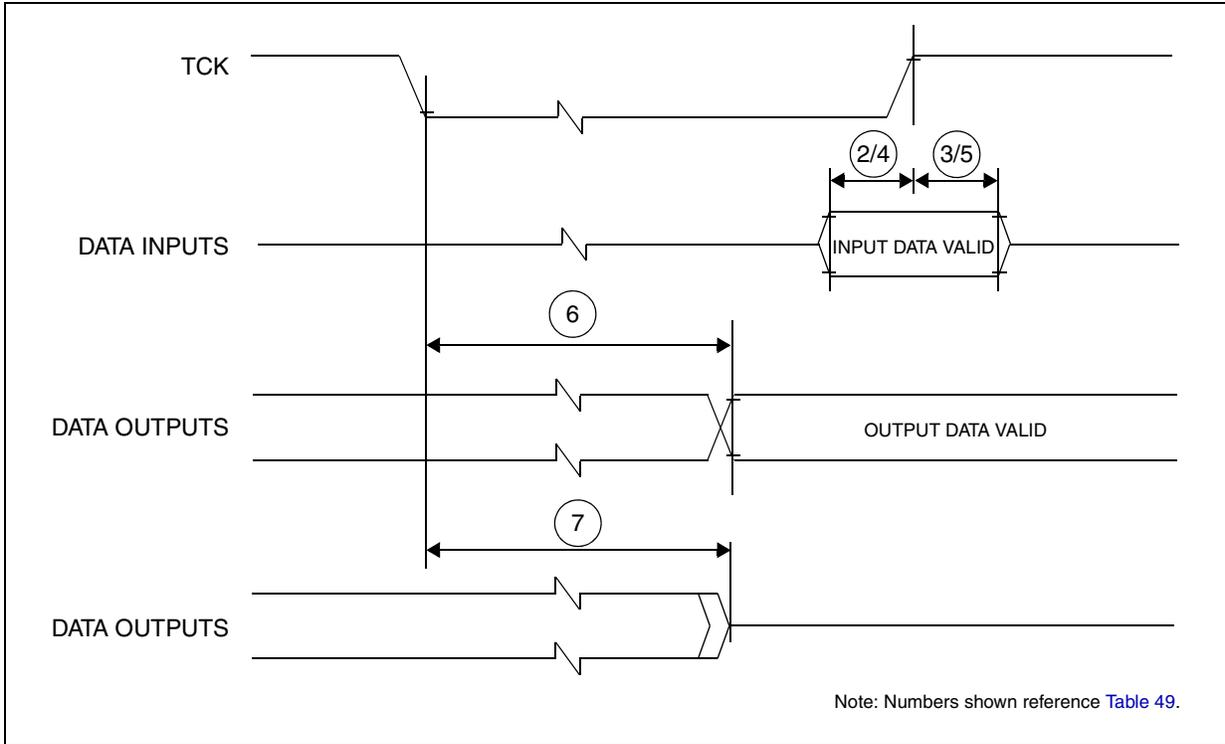 TCK
2/4
3/5
DATA INPUTS
INPUT DATA VALID
6
DATA OUTPUTS
OUTPUT DATA VALID
7
DATA OUTPUTS
Note: Numbers shown reference Table 49.